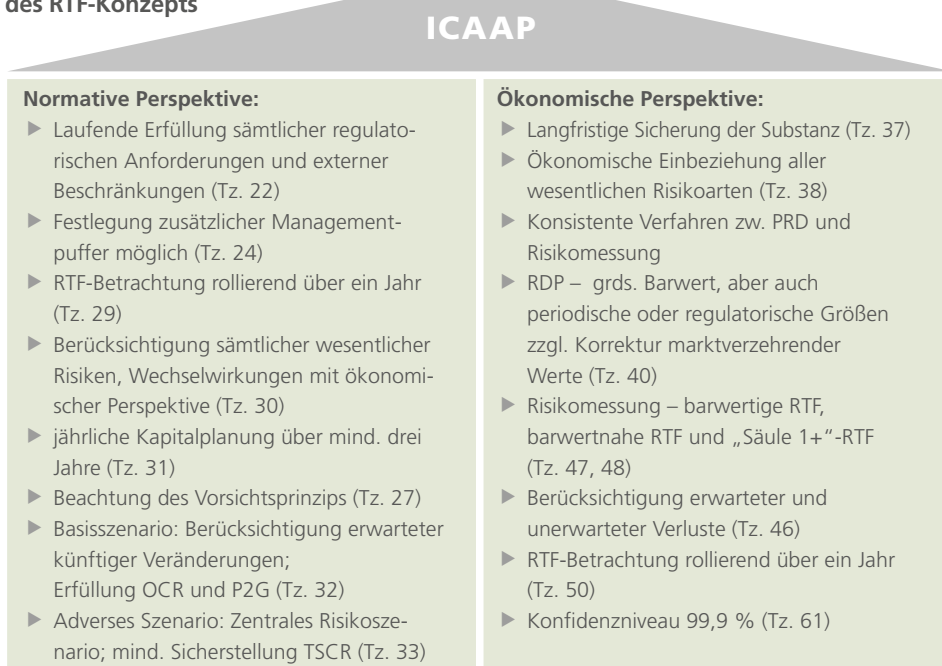 des RTF-Konzepts
ICAAP
Normative Perspektive:
▶ Laufende Erfüllung sämtlicher regulato-
rischen Anforderungen und externer
Beschränkungen (Tz. 22)
▶ Festlegung zusätzlicher Management-
puffer möglich (Tz. 24)
▶ RTF-Betrachtung rollierend über ein Jahr
(Tz. 29)
▶ Berücksichtigung sämtlicher wesentlicher
Risiken, Wechselwirkungen mit ökonomi-
scher Perspektive (Tz. 30)
▶ jährliche Kapitalplanung über mind. drei
Jahre (Tz. 31)
▶ Beachtung des Vorsichtsprinzips (Tz. 27)
▶ Basisszenario: Berücksichtigung erwarteter
künftiger Veränderungen;
Erfüllung OCR und P2G (Tz. 32)
▶ Adverses Szenario: Zentrales Risikosze-
nario; mind. Sicherstellung TSCR (Tz. 33)
Ökonomische Perspektive:
▶ Langfristige Sicherung der Substanz (Tz. 37)
▶ Ökonomische Einbeziehung aller
wesentlichen Risikoarten (Tz. 38)
▶ Konsistente Verfahren zw. PRD und
Risikomessung
▶ RDP – grds. Barwert, aber auch
periodische oder regulatorische Größen
zzgl. Korrektur marktverzehrender
Werte (Tz. 40)
▶ Risikomessung – barwertige RTF,
barwertnahe RTF und „Säule 1+“-RTF
(Tz. 47, 48)
▶ Berücksichtigung erwarteter und
unerwarteter Verluste (Tz. 46)
▶ RTF-Betrachtung rollierend über ein Jahr
(Tz. 50)
▶ Konfidenzniveau 99,9 % (Tz. 61)